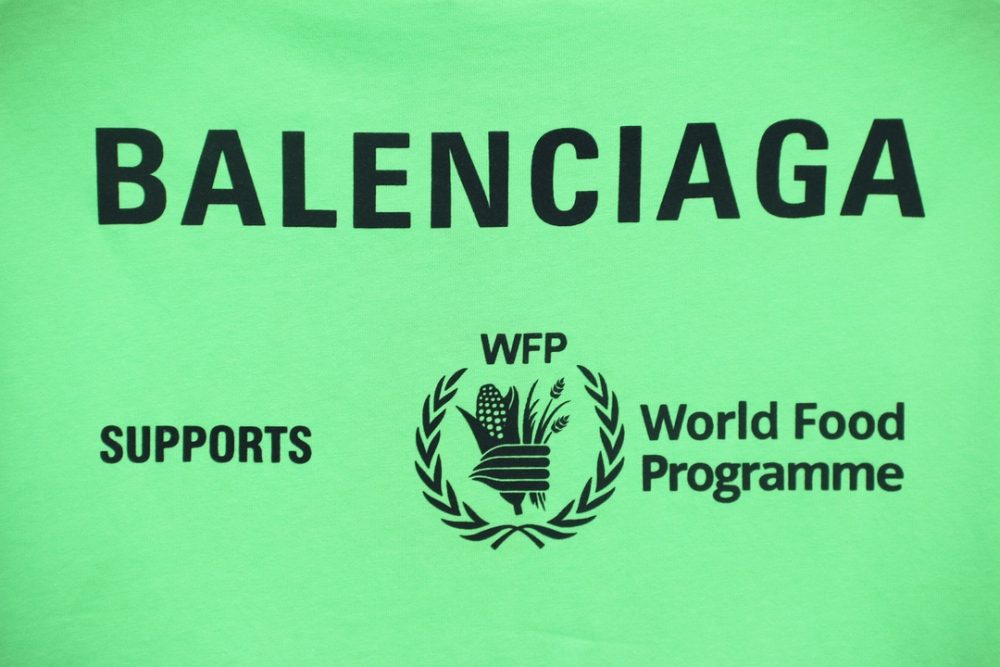 BALENCIAGA
SUPPORTS
WFP
World Food
Programme